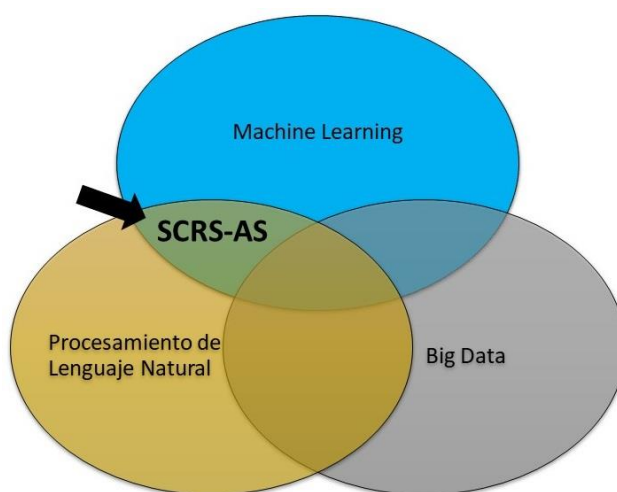 Machine Learning
SCRS-AS
Procesamiento de
Lenguaje Natural
Big Data